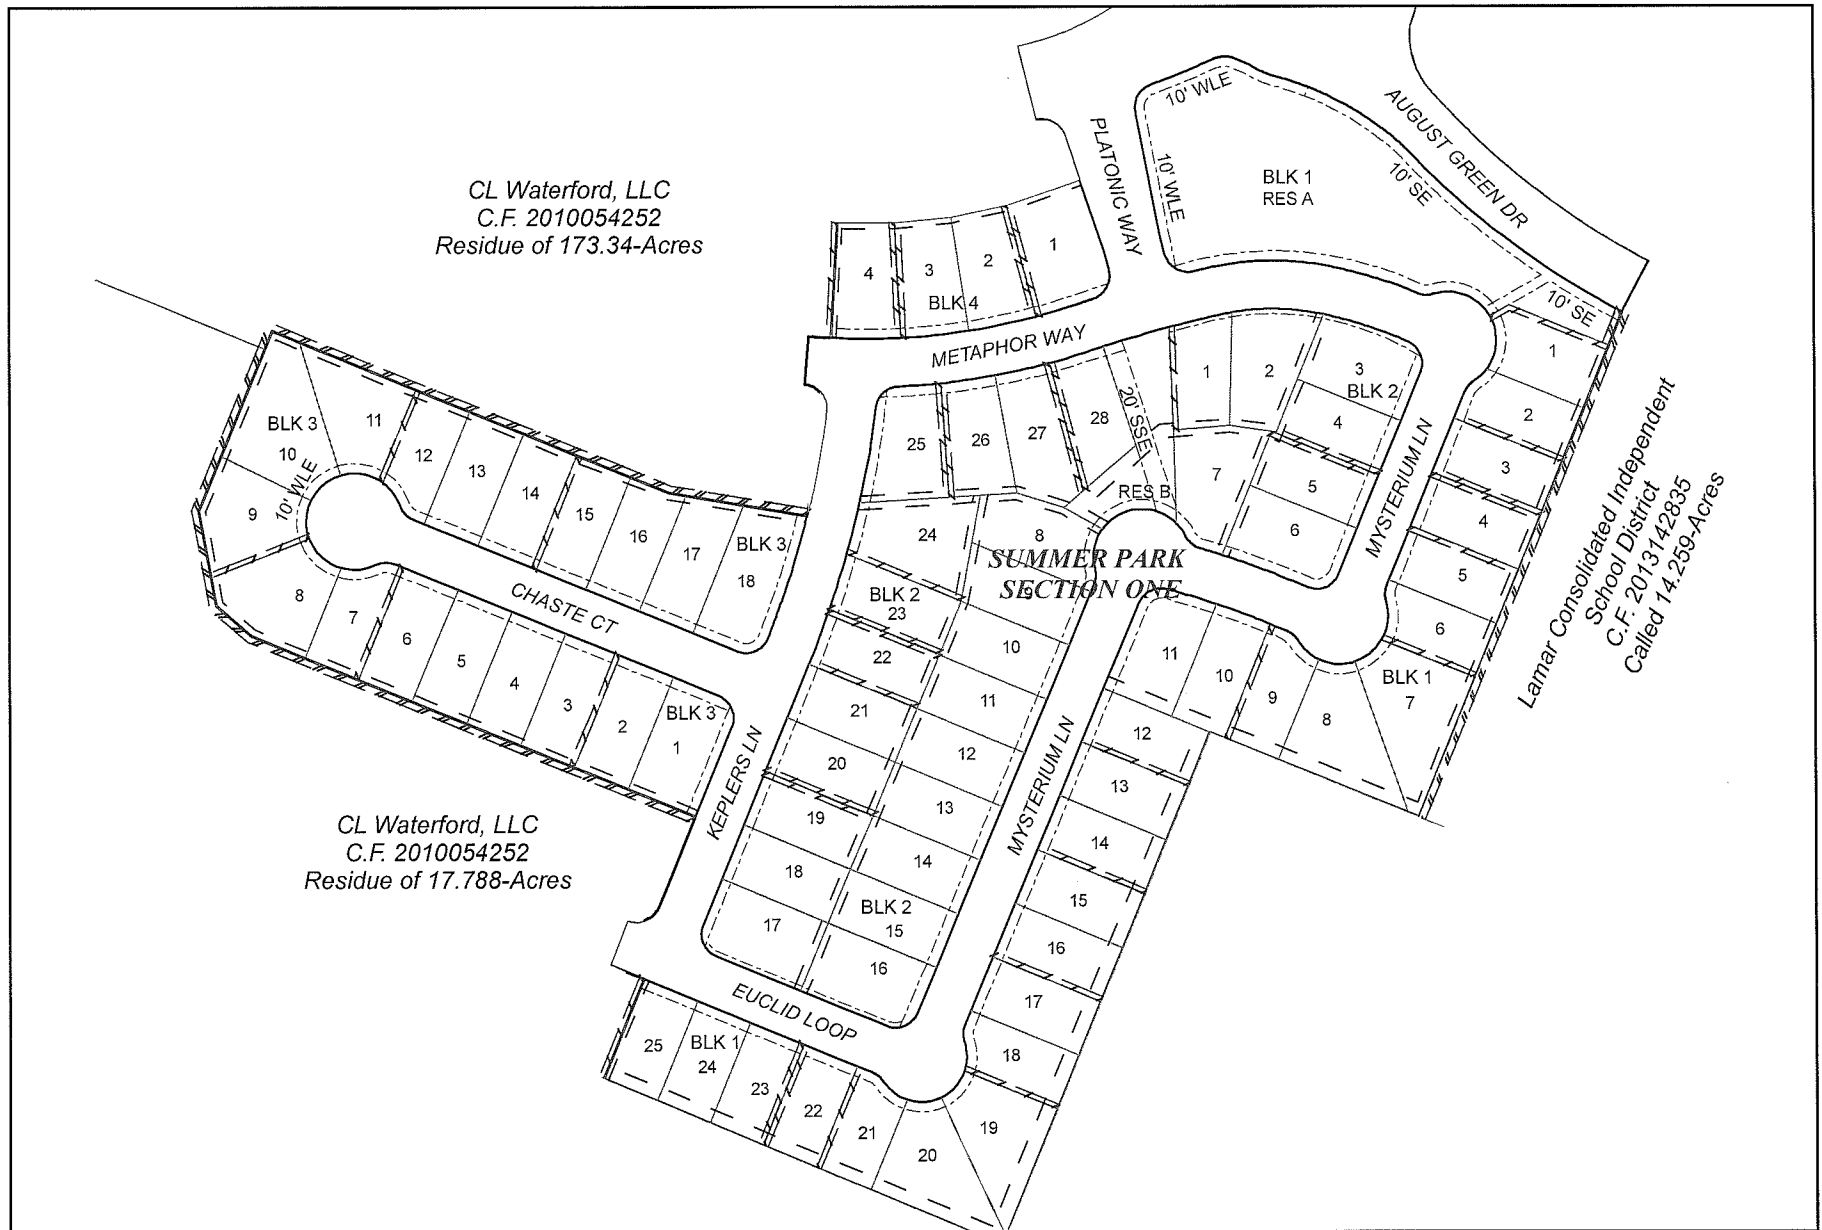 10' WLE
AUGUST GREEN DR
PLATONIC WAY
10' WLE
BLK 1
RES A
10' SE
CL Waterford, LLC
C.F. 2010054252
Residue of 173.34-Acres
4
3
2
1
BLK 4
10' SE
METAPHOR WAY
1
2
3
BLK 2
4
5
6
7
20' SSE
RES B
MYSTERIUM LN
1
2
3
4
5
6
BLK 1
7
8
9
10
11
Lamar Consolidated Independent
School District
C.F. 2013142835
Called 14.259-Acres
25
26
27
28
BLK 3
10
11
12
13
14
15
16
17
BLK 3
18
10' WLE
9
8
7
6
5
4
3
2
BLK 3
1
CHASTE CT
SUMMER PARK
SECTION ONE
24
8
BLK 2
23
9
22
10
21
11
20
12
19
13
18
14
17
BLK 2
15
16
KEPLERS LN
MYSTERIUM LN
12
13
14
15
16
17
18
19
CL Waterford, LLC
C.F. 2010054252
Residue of 17.788-Acres
EUCLID LOOP
25
BLK 1
24
23
22
21
20